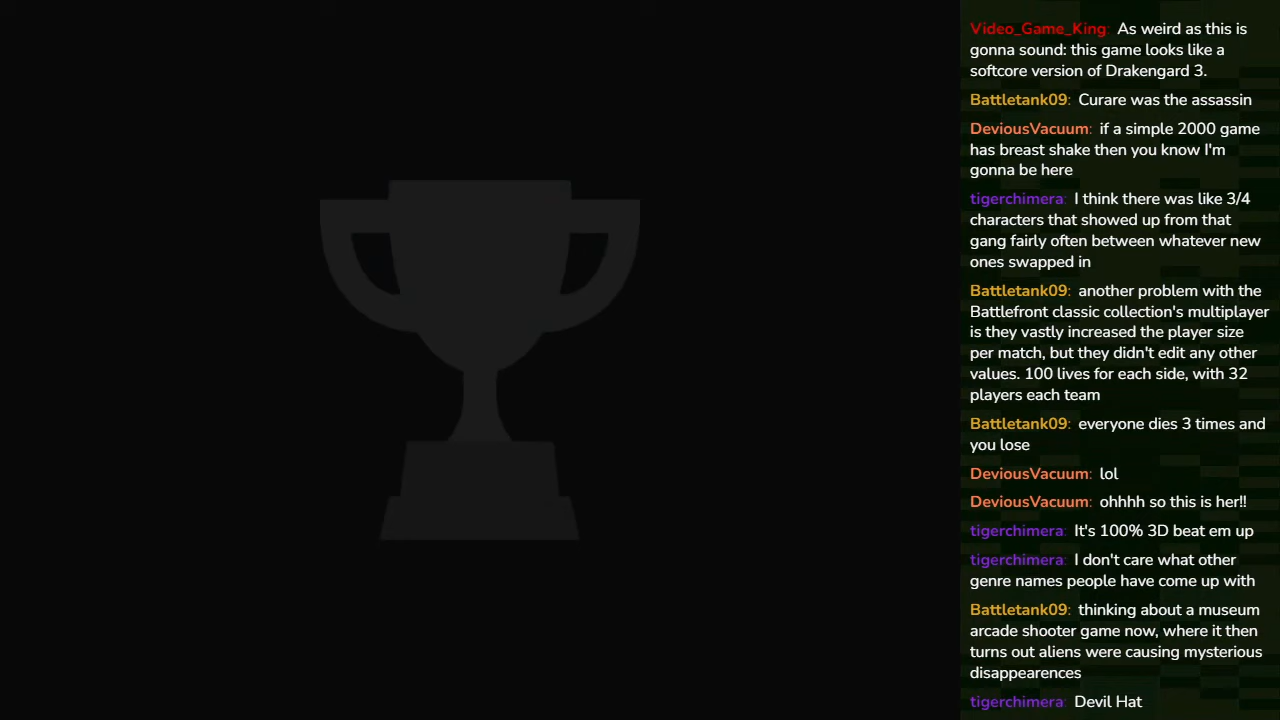 Video_Game_King: As weird as this is
gonna sound: this game looks like a
softcore version of Drakengard 3.
Battletank09: Curare was the assassin
DeviousVacuum: if a simple 2000 game
has breast shake then you know I'm
gonna be here
tigerchimera: I think there was like 3/4
characters that showed up from that
gang fairly often between whatever new
ones swapped in
Battletank09: another problem with the
Battlefront classic collection's multiplayer
is they vastly increased the player size
per match, but they didn't edit any other
values. 100 lives for each side, with 32
players each team
Battletank09: everyone dies 3 times and
you lose
DeviousVacuum: lol
DeviousVacuum: ohhhh so this is her!!
tigerchimera: It's 100% 3D beat em up
tigerchimera: I don't care what other
genre names people have come up with
Battletank09: thinking about a museum
arcade shooter game now, where it then
turns out aliens were causing mysterious
disappearences
tigerchimera: Devil Hat